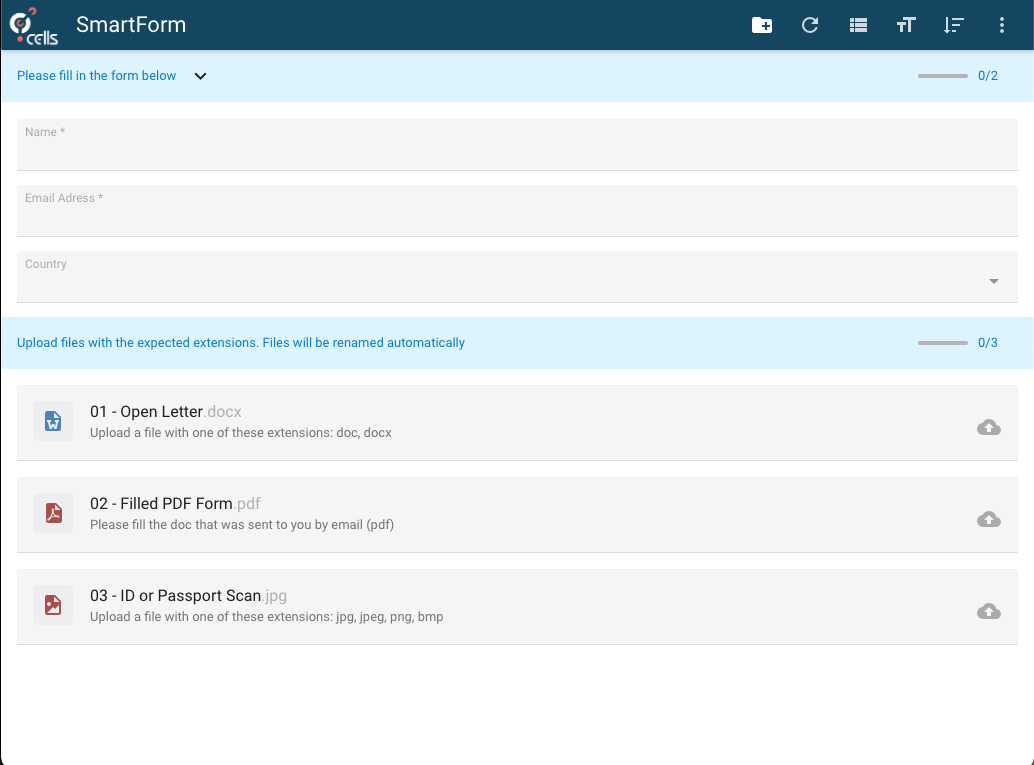 cells
SmartForm
Please fill in the form below
0/2
Name *
Email Adress *
Country
Upload files with the expected extensions. Files will be renamed automatically
0/3
01 - Open Letter.docx
Upload a file with one of these extensions: doc, docx
02 - Filled PDF Form.pdf
Please fill the doc that was sent to you by email (pdf)
03 - ID or Passport Scan.jpg
Upload a file with one of these extensions: jpg, jpeg, png, bmp